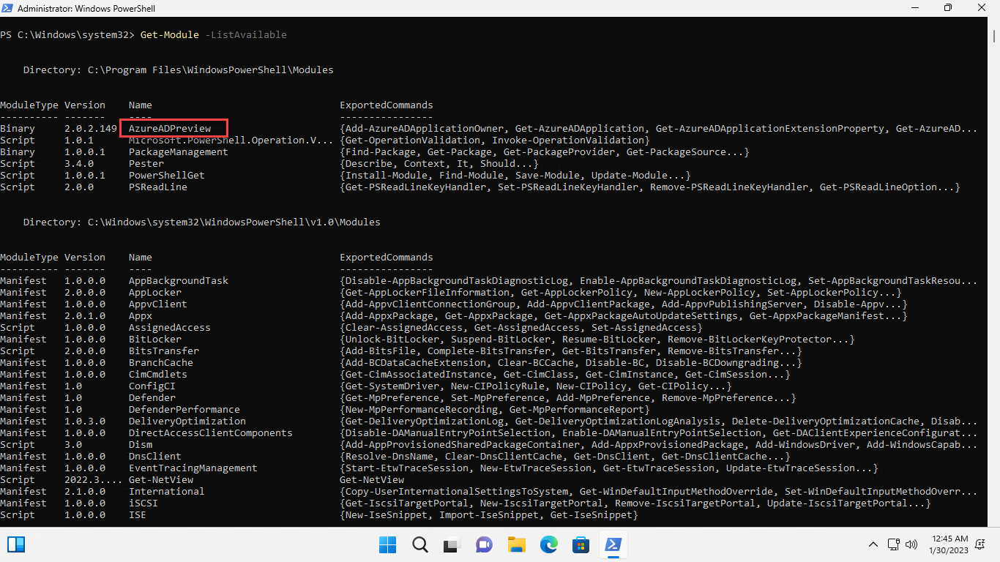 Administrator: Windows PowerShell
PS C:\Windows\system32> Get-Module -ListAvailable
Directory: C:\Program Files\WindowsPowerShell\Modules
ModuleType Version    Name                                ExportedCommands
---------- -------    ----                                ----------------
Binary     2.0.2.149  AzureADPreview                      {Add-AzureADApplicationOwner, Get-AzureADApplication, Get-AzureADApplicationExtensionProperty, Get-AzureAD...
Script     1.0.1      Microsoft.PowerShell.Operation.V... {Get-OperationValidation, Invoke-OperationValidation}
Binary     1.0.0.1    PackageManagement                   {Find-Package, Get-Package, Get-PackageProvider, Get-PackageSource...}
Script     3.4.0      Pester                              {Describe, Context, It, Should...}
Script     1.0.0.1    PowerShellGet                       {Install-Module, Find-Module, Save-Module, Update-Module...}
Script     2.0.0      PSReadLine                          {Get-PSReadLineKeyHandler, Set-PSReadLineKeyHandler, Remove-PSReadLineKeyHandler, Get-PSReadLineOption...}
Directory: C:\Windows\system32\WindowsPowerShell\v1.0\Modules
ModuleType Version    Name                                ExportedCommands
---------- -------    ----                                ----------------
Manifest   1.0.0.0    AppBackgroundTask                   {Disable-AppBackgroundTaskDiagnosticLog, Enable-AppBackgroundTaskDiagnosticLog, Set-AppBackgroundTaskResou...
Manifest   2.0.0.0    AppLocker                           {Get-AppLockerFileInformation, Get-AppLockerPolicy, New-AppLockerPolicy, Set-AppLockerPolicy...}
Manifest   1.0.0.0    AppvClient                          {Add-AppvClientConnectionGroup, Add-AppvClientPackage, Add-AppvPublishingServer, Disable-Appv...}
Manifest   2.0.1.0    Appx                                {Add-AppxPackage, Get-AppxPackage, Get-AppxPackageAutoUpdateSettings, Get-AppxPackageManifest...}
Script     1.0.0.0    AssignedAccess                      {Clear-AssignedAccess, Get-AssignedAccess, Set-AssignedAccess}
Manifest   1.0.0.0    BitLocker                           {Unlock-BitLocker, Suspend-BitLocker, Resume-BitLocker, Remove-BitLockerKeyProtector...}
Script     2.0.0.0    BitsTransfer                        {Add-BitsFile, Complete-BitsTransfer, Get-BitsTransfer, Remove-BitsTransfer...}
Manifest   1.0.0.0    BranchCache                         {Add-BCDataCacheExtension, Clear-BCCache, Disable-BC, Disable-BCDowngrading...}
Manifest   1.0.0.0    CimCmdlets                          {Get-CimAssociatedInstance, Get-CimClass, Get-CimInstance, Get-CimSession...}
Manifest   1.0        ConfigCI                            {Get-SystemDriver, New-CIPolicyRule, New-CIPolicy, Get-CIPolicy...}
Manifest   1.0        Defender                            {Get-MpPreference, Set-MpPreference, Add-MpPreference, Remove-MpPreference...}
Manifest   1.0        DefenderPerformance                 {New-MpPerformanceRecording, Get-MpPerformanceReport}
Manifest   1.0.3.0    DeliveryOptimization                {Get-DeliveryOptimizationLog, Get-DeliveryOptimizationLogAnalysis, Delete-DeliveryOptimizationCache, Disab...
Manifest   1.0.0.0    DirectAccessClientComponents        {Disable-DAManualEntryPointSelection, Enable-DAManualEntryPointSelection, Get-DAClientExperienceConfigurat...
Script     3.0        Dism                                {Add-AppProvisionedSharedPackageContainer, Add-AppxProvisionedPackage, Add-WindowsDriver, Add-WindowsCapab...
Manifest   1.0.0.0    DnsClient                           {Resolve-DnsName, Clear-DnsClientCache, Get-DnsClient, Get-DnsClientCache...}
Manifest   1.0.0.0    EventTracingManagement              {Start-EtwTraceSession, New-EtwTraceSession, Get-EtwTraceSession, Update-EtwTraceSession...}
Script     2022.3.... Get-NetView                         Get-NetView
Manifest   2.1.0.0    International                       {Copy-UserInternationalSettingsToSystem, Get-WinDefaultInputMethodOverride, Set-WinDefaultInputMethodOverr...
Manifest   1.0.0.0    iSCSI                               {Get-IscsiTargetPortal, New-IscsiTargetPortal, Remove-IscsiTargetPortal, Update-IscsiTargetPortal...}
Script     1.0.0.0    ISE                                 {New-IseSnippet, Import-IseSnippet, Get-IseSnippet}
12:45 AM
1/30/2023